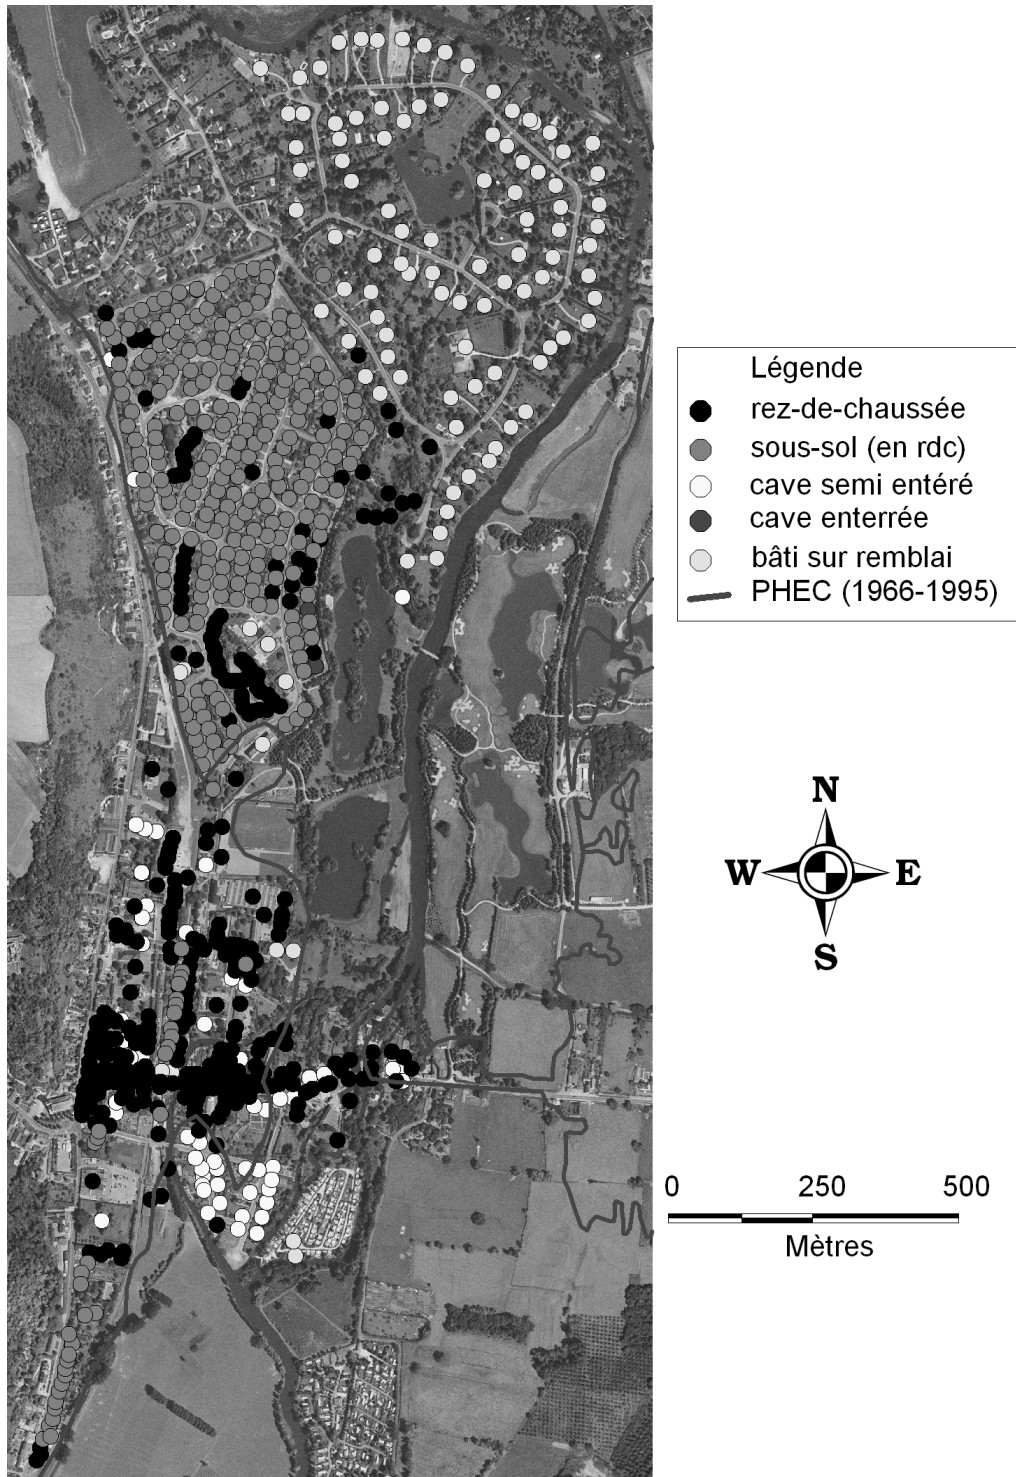 Légende
rez-de-chaussée
sous-sol (en rdc)
cave semi entéré
cave enterrée
bâti sur remblai
PHEC (1966-1995)
N
W E
S
0 250 500
Mètres